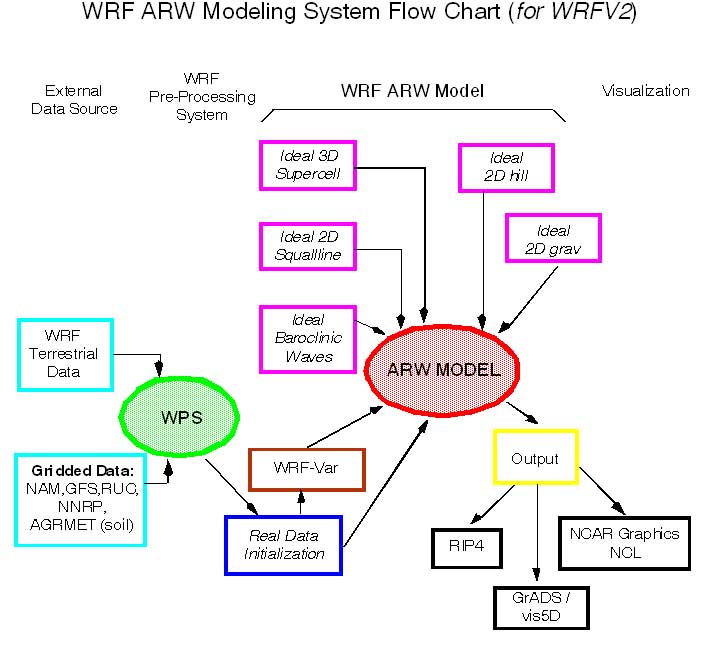 WRF ARW Modeling System Flow Chart (for WRFV2)
External
Data Source
WRF
Pre-Processing
System
WRF ARW Model
Visualization
Ideal 3D
Supercell
Ideal
2D hill
Ideal 2D
Squallline
Ideal
2D grav
Ideal
Baroclinic
Waves
WRF
Terrestrial
Data
ARW MODEL
WPS
Gridded Data:
NAM,GFS,RUC,
NNRP,
AGRMET (soil)
WRF-Var
Output
Real Data
Initialization
RIP4
NCAR Graphics
NCL
GrADS /
vis5D